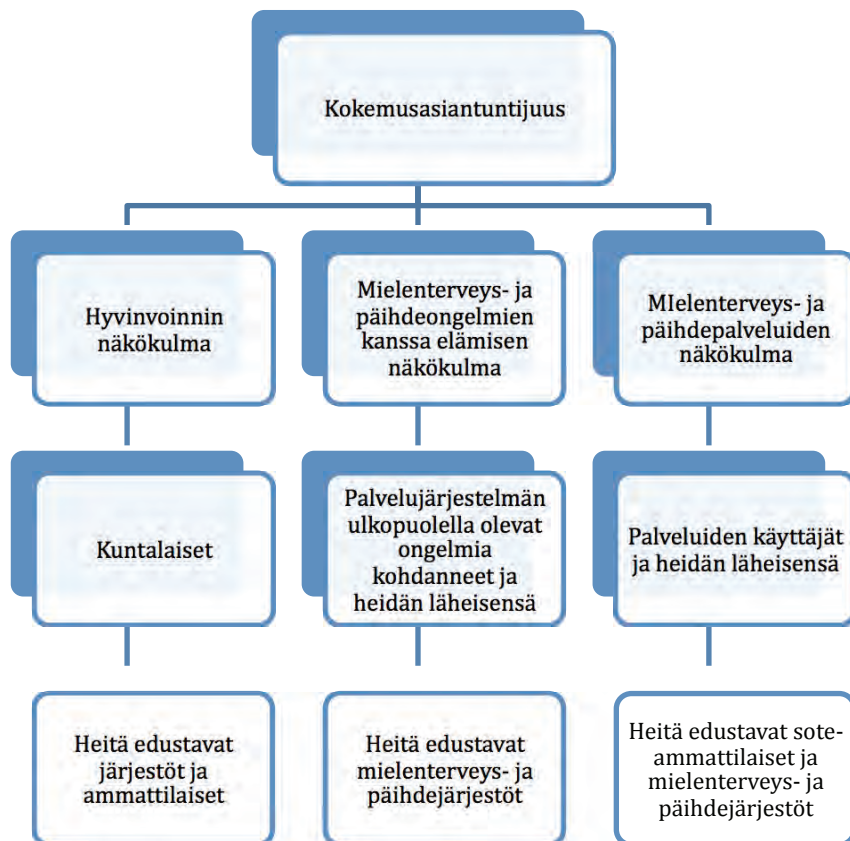 Kokemusasiantuntijuus
Hyvinvoinnin
näkökulma
Mielenterveys- ja
päihdeongelmien
kanssa elämisen
näkökulma
MIelenterveys- ja
päihdepalveluiden
näkökulma
Kuntalaiset
Palvelujärjestelmän
ulkopuolella olevat
ongelmia
kohdanneet ja
heidän läheisensä
Palveluiden käyttäjät
ja heidän läheisensä
Heitä edustavat
järjestöt ja
ammattilaiset
Heitä edustavat
mielenterveys- ja
päihdejärjestöt
Heitä edustavat sote-
ammattilaiset ja
mielenterveys- ja
päihdejärjestöt